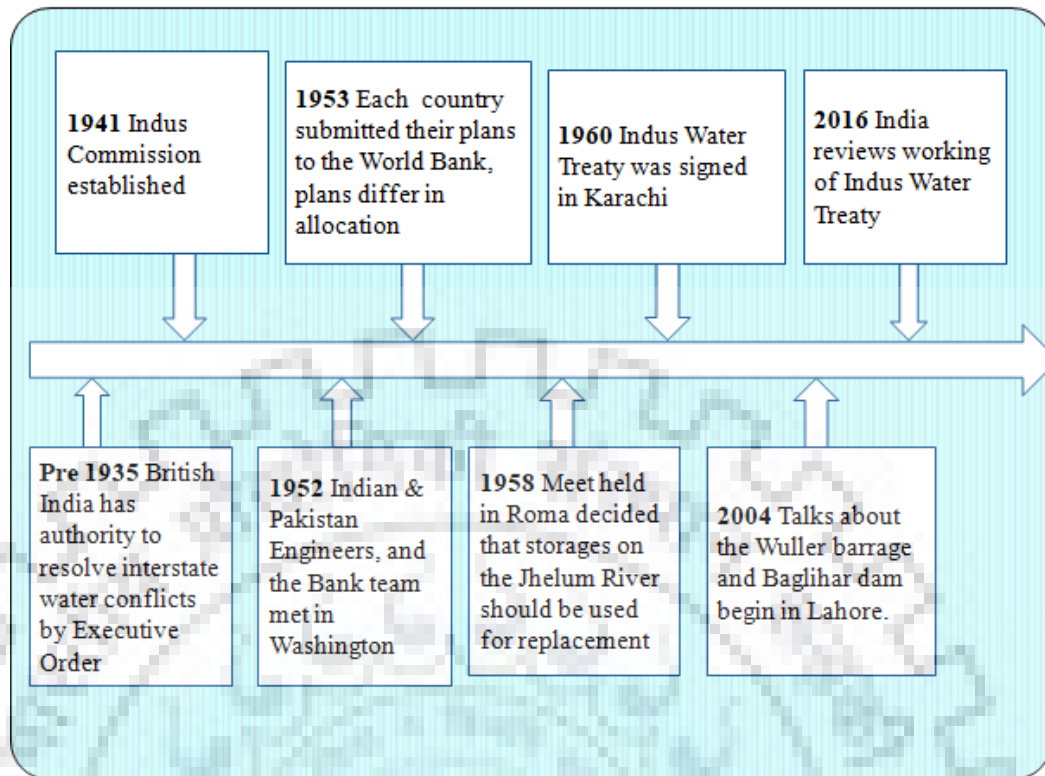 1941 Indus
Commission
established
1953 Each country
submitted their plans
to the World Bank,
plans differ in
allocation
1960 Indus Water
Treaty was signed
in Karachi
2016 India
reviews working
of Indus Water
Treaty
Pre 1935 British
India has
authority to
resolve interstate
water conflicts
by Executive
Order
1952 Indian &
Pakistan
Engineers, and
the Bank team
met in
Washington
1958 Meet held
in Roma decided
that storages on
the Jhelum River
should be used
for replacement
2004 Talks about
the Wuller barrage
and Baglihar dam
begin in Lahore.